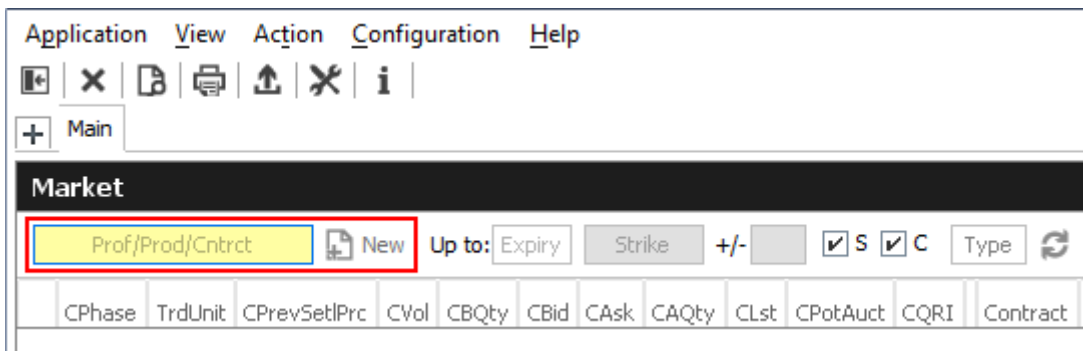 Application View Action Configuration Help
Main
Market
Prof/Prod/Cntrct New Up to: Expiry Strike +/- S C Type
CPhase TrdUnit CPrevSetlPrc CVol CBQty CBid CAsk CAQty CLst CPotAuct CQRI Contract